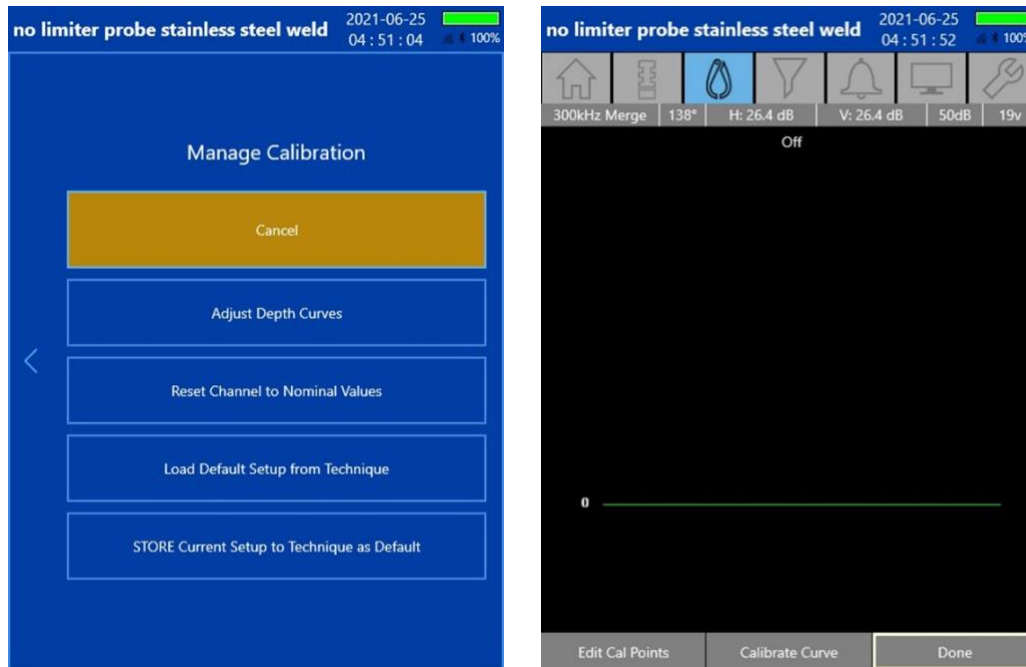 no limiter probe stainless steel weld
2021-06-25
04 : 51 : 04
100%
Manage Calibration
Cancel
Adjust Depth Curves
Reset Channel to Nominal Values
Load Default Setup from Technique
STORE Current Setup to Technique as Default
no limiter probe stainless steel weld
2021-06-25
04 : 51 : 52
100%
300kHz Merge 138° H: 26.4 dB V: 26.4 dB 50dB 19v
Off
0
Edit Cal Points Calibrate Curve Done